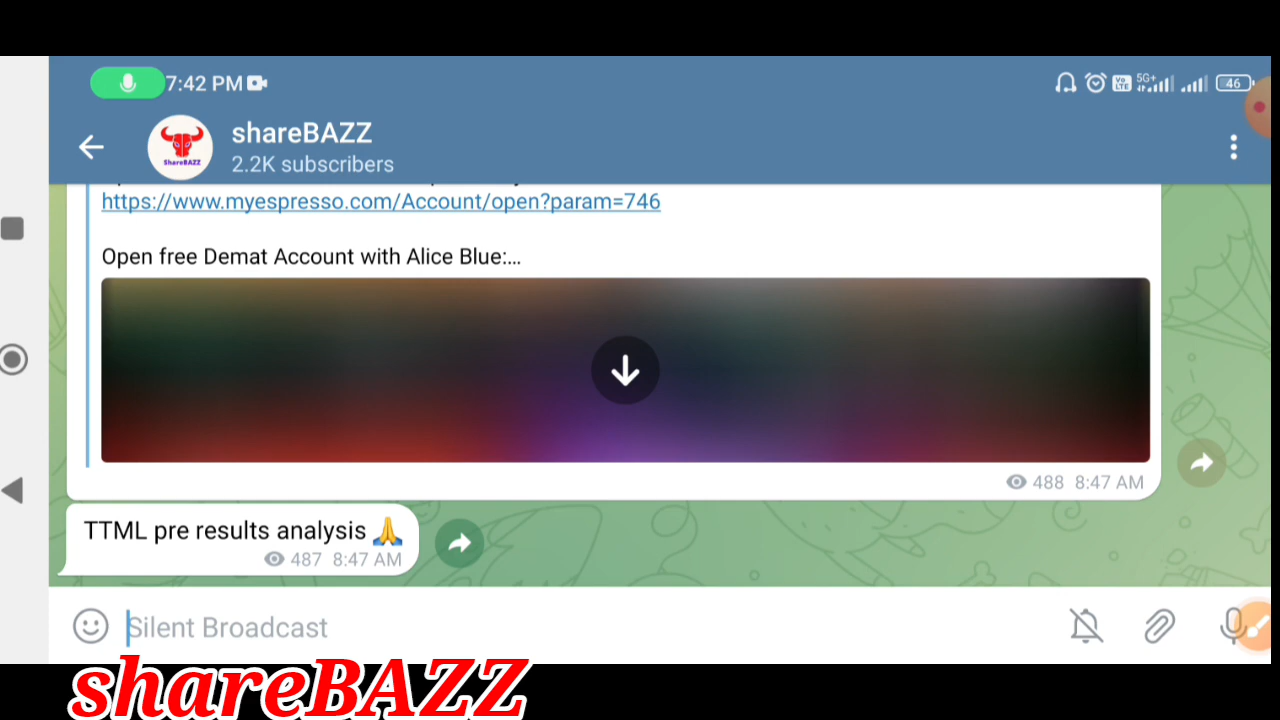 7:42 PM
5G+
46
shareBAZZ
2.2K subscribers
ShareBAZZ
https://www.myespresso.com/Account/open?param=746
Open free Demat Account with Alice Blue:...
488 8:47 AM
TTML pre results analysis 🙏
487 8:47 AM
Silent Broadcast
shareBAZZ